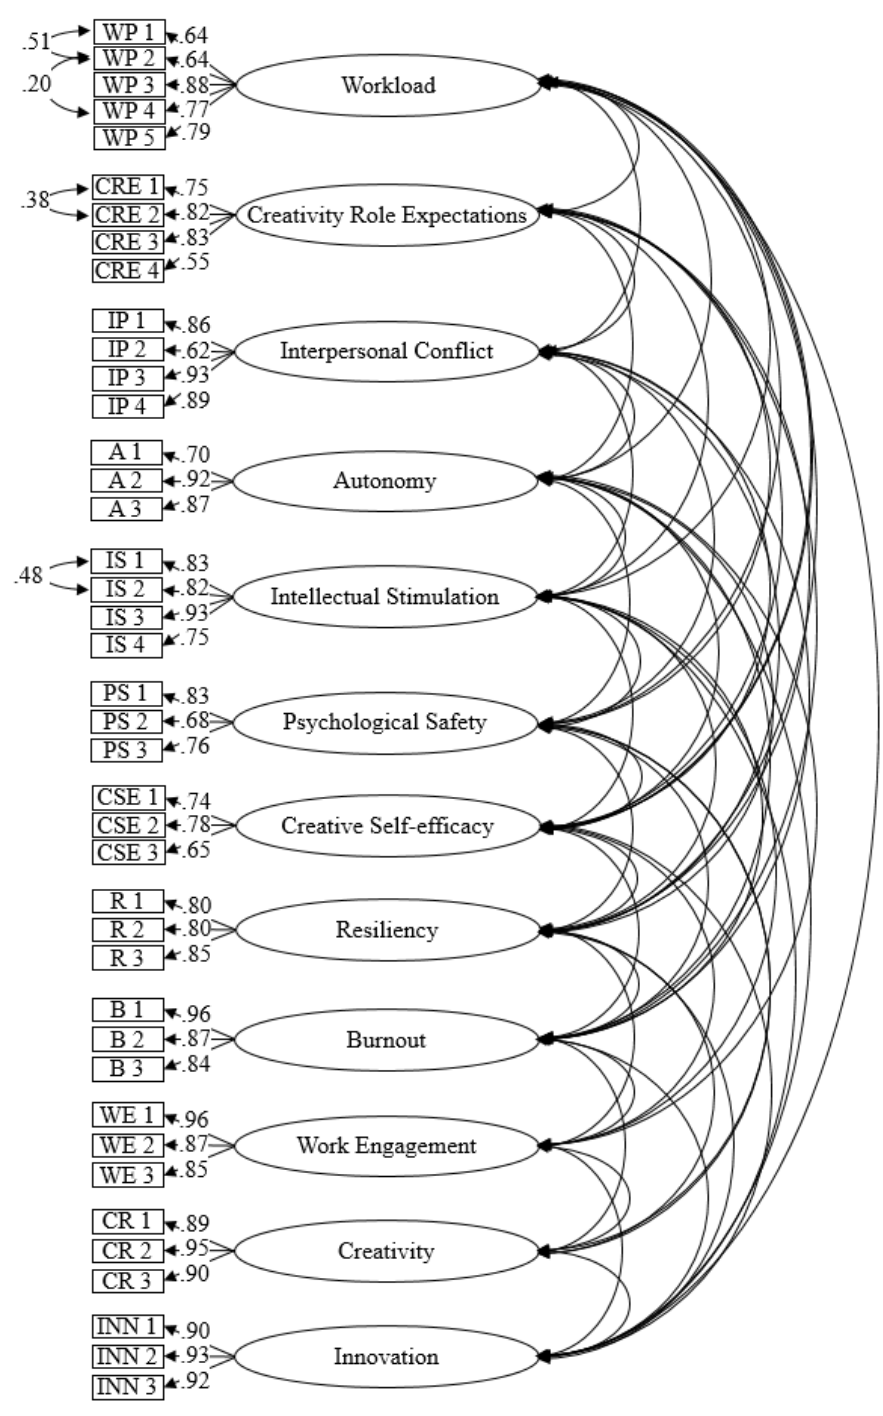 .51
.20
WP 1 .64
WP 2 .64
WP 3 .88
WP 4 .77
WP 5 .79
Workload
.38
CRE 1 .75
CRE 2 .82
CRE 3 .83
CRE 4 .55
Creativity Role Expectations
IP 1 .86
IP 2 .62
IP 3 .93
IP 4 .89
Interpersonal Conflict
A 1 .70
A 2 .92
A 3 .87
Autonomy
.48
IS 1 .83
IS 2 .82
IS 3 .93
IS 4 .75
Intellectual Stimulation
PS 1 .83
PS 2 .68
PS 3 .76
Psychological Safety
CSE 1 .74
CSE 2 .78
CSE 3 .65
Creative Self-efficacy
R 1 .80
R 2 .80
R 3 .85
Resiliency
B 1 .96
B 2 .87
B 3 .84
Burnout
WE 1 .96
WE 2 .87
WE 3 .85
Work Engagement
CR 1 .89
CR 2 .95
CR 3 .90
Creativity
INN 1 .90
INN 2 .93
INN 3 .92
Innovation